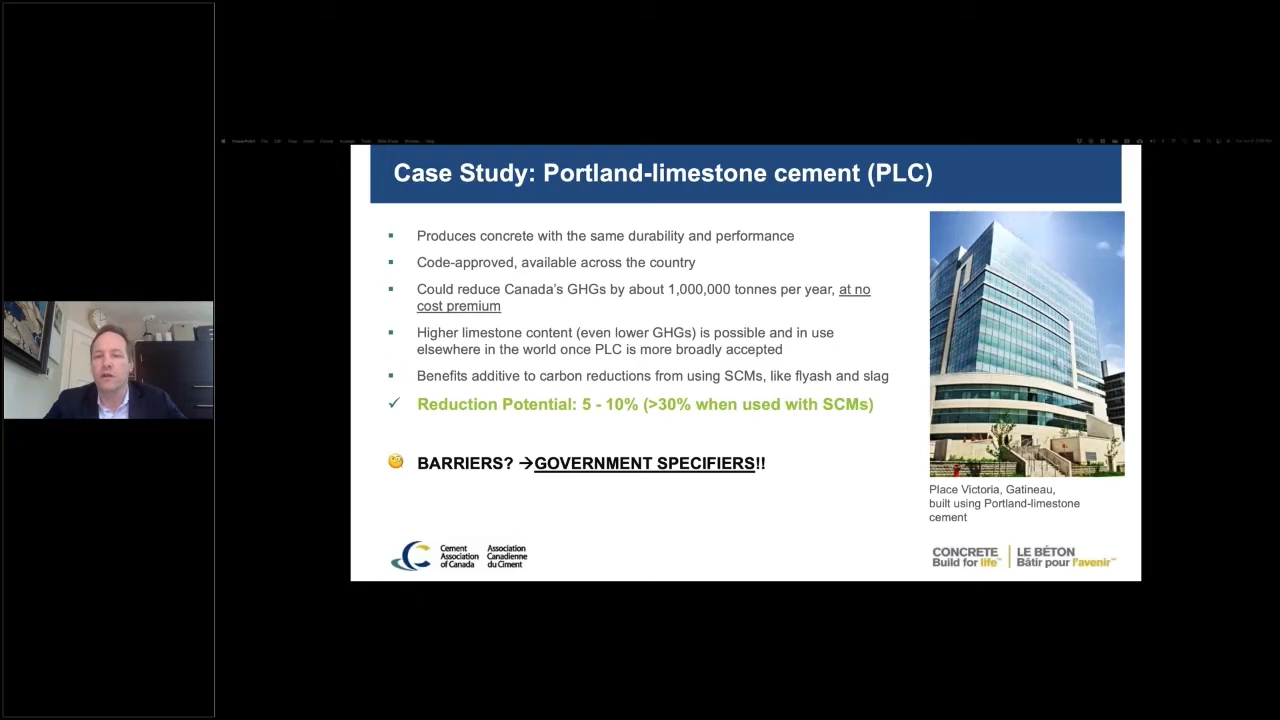 Case Study: Portland-limestone cement (PLC)
▪ Produces concrete with the same durability and performance
▪ Code-approved, available across the country
▪ Could reduce Canada's GHGs by about 1,000,000 tonnes per year, at no
cost premium
▪ Higher limestone content (even lower GHGs) is possible and in use
elsewhere in the world once PLC is more broadly accepted
▪ Benefits additive to carbon reductions from using SCMs, like flyash and slag
✓ Reduction Potential: 5 - 10% (>30% when used with SCMs)
BARRIERS? →GOVERNMENT SPECIFIERS!!
Place Victoria, Gatineau,
built using Portland-limestone
cement
Cement
Association
of Canada
Association
Canadienne
du Ciment
CONCRETE
Build for life
LE BÉTON
Bâtir pour l'avenir